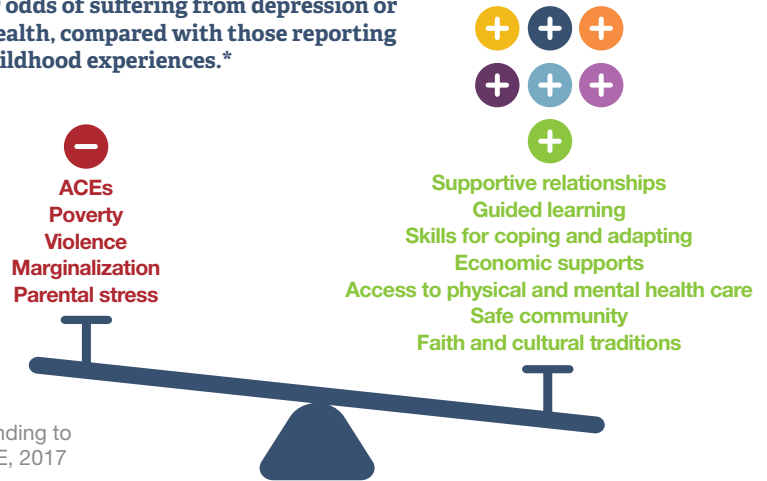 odds of suffering from depression or
ealth, compared with those reporting
ildhood experiences.*
ACEs
Poverty
Violence
Marginalization
Parental stress
Supportive relationships
Guided learning
Skills for coping and adapting
Economic supports
Access to physical and mental health care
Safe community
Faith and cultural traditions
nding to
E, 2017